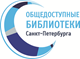 ОБЩЕДОСТУПНЫЕ
БИБЛИОТЕКИ
Санкт-Петербурга